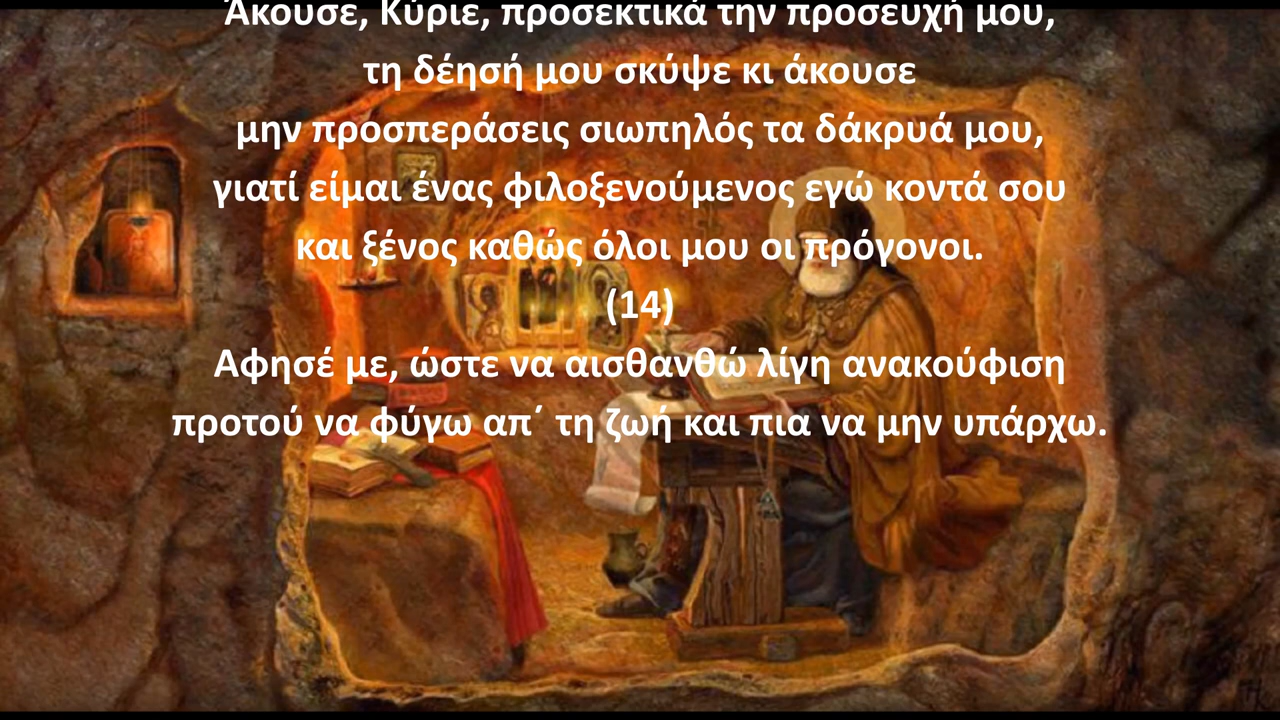 Άκουσε, Κύριε, προσεκτικά την προσευχή μου,
τη δέησή μου σκύψε κι άκουσε
μην προσπεράσεις σιωπηλός τα δάκρυά μου,
γιατί είμαι ένας φιλοξενούμενος εγώ κοντά σου
και ξένος καθώς όλοι μου οι πρόγονοι.
(14)
Αφησέ με, ώστε να αισθανθώ λίγη ανακούφιση
προτού να φύγω απ΄ τη ζωή και πια να μην υπάρχω.